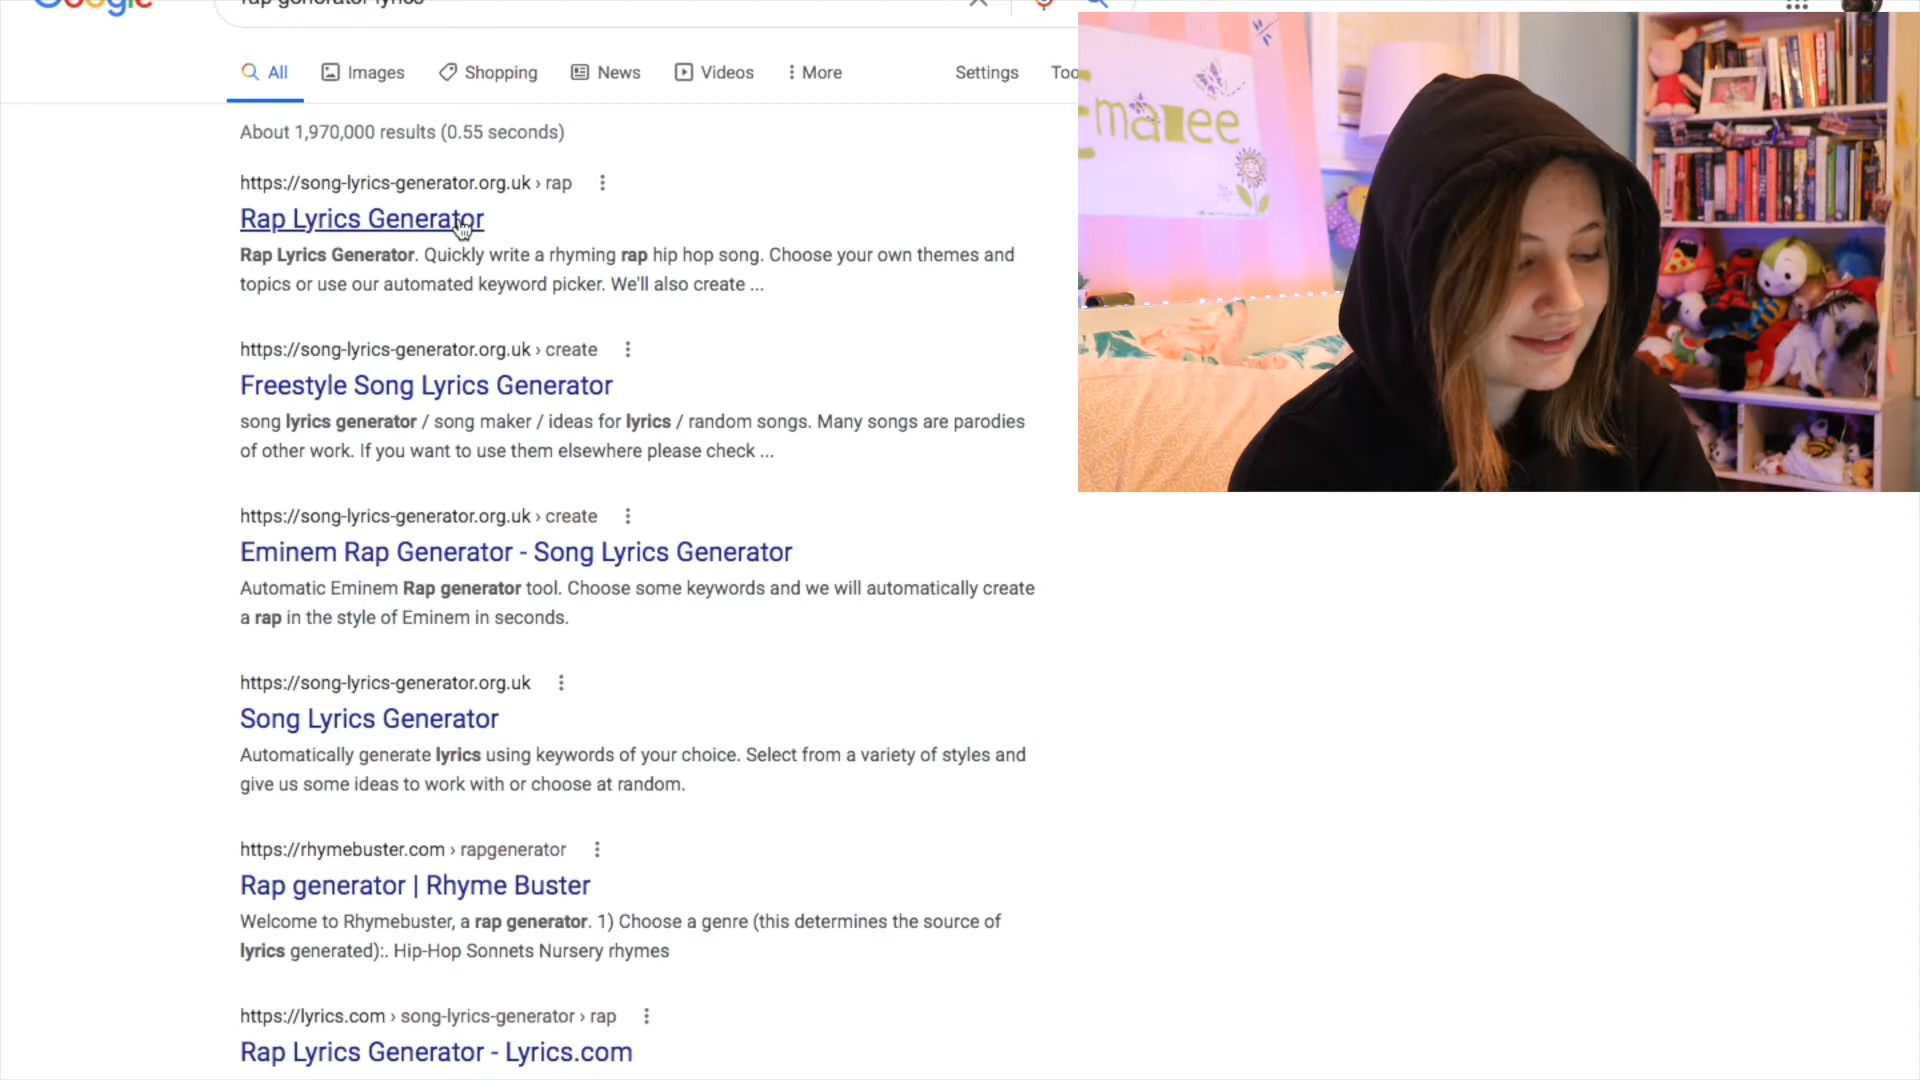 Google
rap generator lyrics
All
Images
Shopping
News
Videos
More
Settings
About 1,970,000 results (0.55 seconds)
https://song-lyrics-generator.org.uk › rap
Rap Lyrics Generator
Rap Lyrics Generator. Quickly write a rhyming rap hip hop song. Choose your own themes and
topics or use our automated keyword picker. We'll also create ...
https://song-lyrics-generator.org.uk › create
Freestyle Song Lyrics Generator
song lyrics generator / song maker / ideas for lyrics / random songs. Many songs are parodies
of other work. If you want to use them elsewhere please check ...
https://song-lyrics-generator.org.uk › create
Eminem Rap Generator - Song Lyrics Generator
Automatic Eminem Rap generator tool. Choose some keywords and we will automatically create
a rap in the style of Eminem in seconds.
https://song-lyrics-generator.org.uk
Song Lyrics Generator
Automatically generate lyrics using keywords of your choice. Select from a variety of styles and
give us some ideas to work with or choose at random.
https://rhymebuster.com › rapgenerator
Rap generator | Rhyme Buster
Welcome to Rhymebuster, a rap generator. 1) Choose a genre (this determines the source of
lyrics generated):. Hip-Hop Sonnets Nursery rhymes
https://lyrics.com › song-lyrics-generator › rap
Rap Lyrics Generator - Lyrics.com